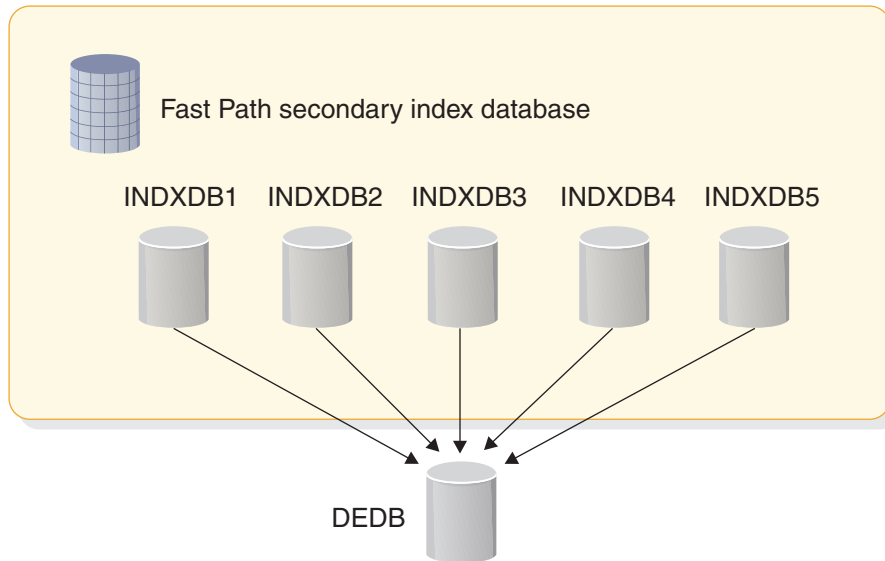 Fast Path secondary index database
INDXDB1 INDXDB2 INDXDB3 INDXDB4 INDXDB5
DEDB